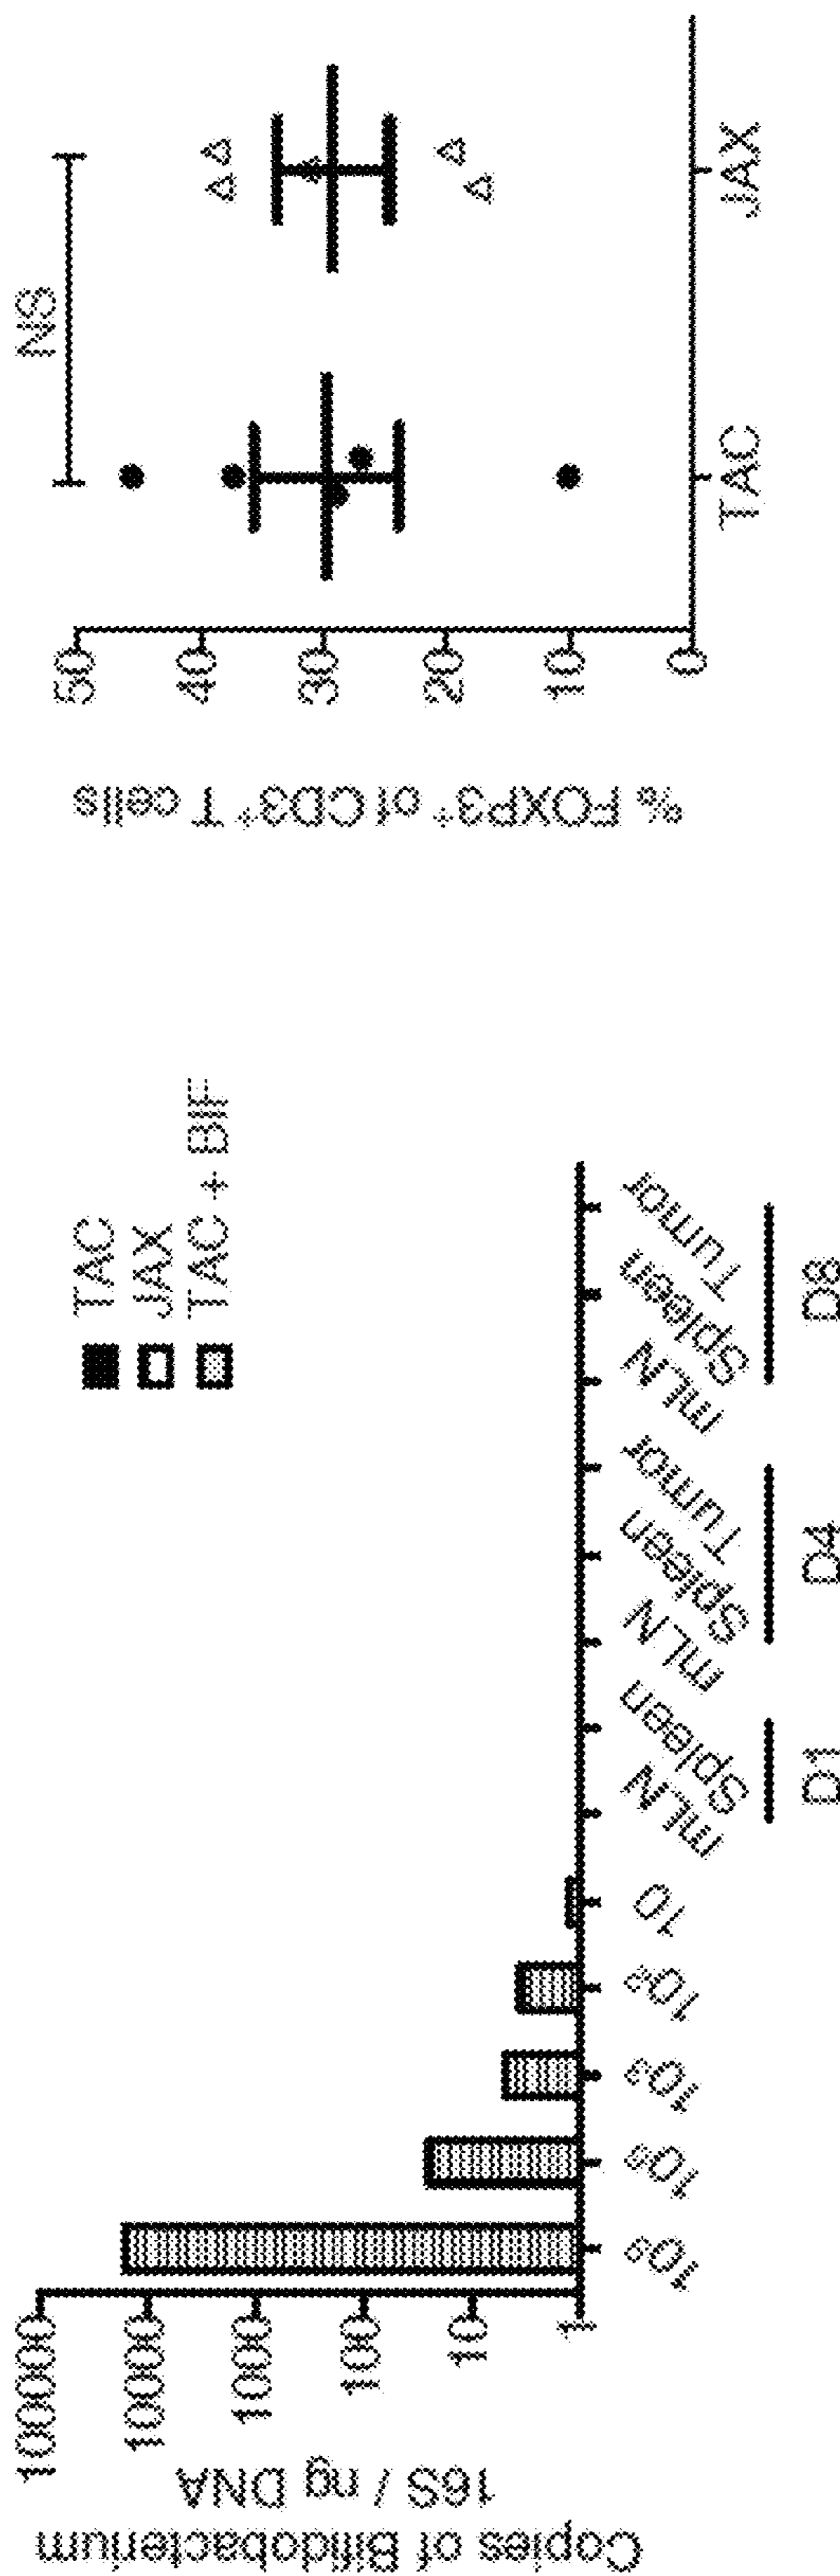 Copies of Bifidobacterium
16S / ng DNA
100000
10000
1000
100
10
1
10⁹
10³
10²
10
mLN
Spleen
mLN
Spleen
Tumor
mLN
Spleen
Tumor
D1
D4
D8
TAC
JAX
TAC + BIF
% FOXP3⁺ of CD3⁺ T cells
50
40
30
20
10
0
NS
TAC
JAX